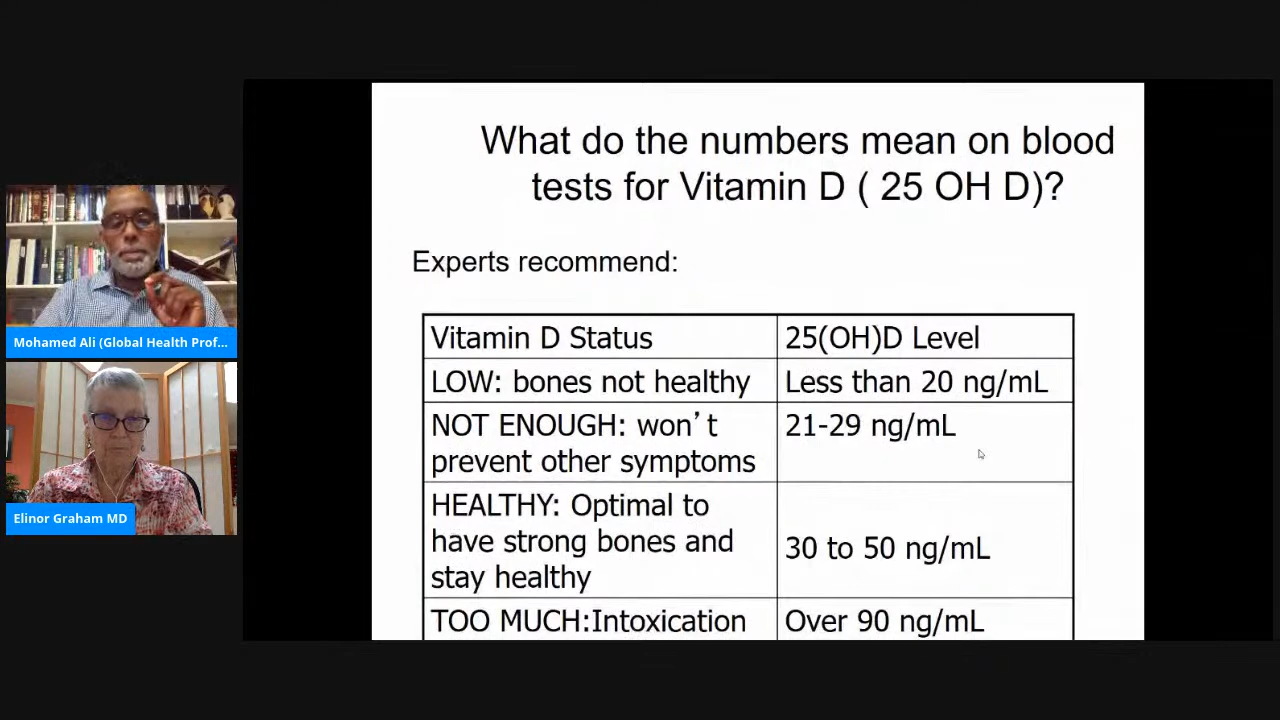 What do the numbers mean on blood
tests for Vitamin D ( 25 OH D)?
Experts recommend:
Vitamin D Status
25(OH)D Level
LOW: bones not healthy
Less than 20 ng/mL
NOT ENOUGH: won’t
prevent other symptoms
21-29 ng/mL
HEALTHY: Optimal to
have strong bones and
stay healthy
30 to 50 ng/mL
TOO MUCH:Intoxication
Over 90 ng/mL
Mohamed Ali (Global Health Prof...
Elinor Graham MD